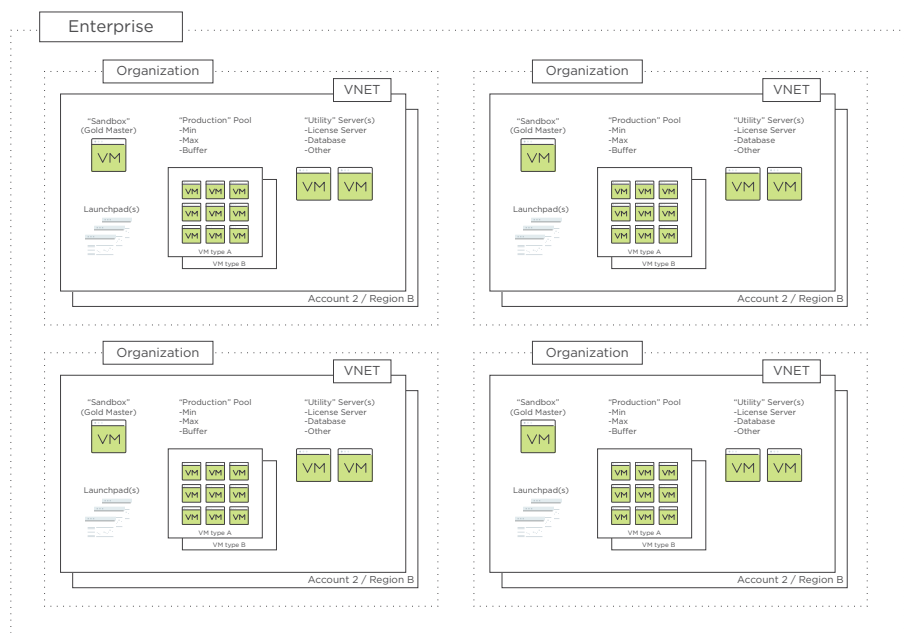 Enterprise
Organization
VNET
"Sandbox"
(Gold Master)
VM
"Production" Pool
-Min
-Max
-Buffer
"Utility" Server(s)
-License Server
-Database
-Other
VM VM
Launchpad(s)
VM VM VM
VM VM VM
VM VM VM
VM type A
VM type B
Account 2 / Region B
Organization
VNET
"Sandbox"
(Gold Master)
VM
"Production" Pool
-Min
-Max
-Buffer
"Utility" Server(s)
-License Server
-Database
-Other
VM VM
Launchpad(s)
VM VM VM
VM VM VM
VM VM VM
VM type A
VM type B
Account 2 / Region B
Organization
VNET
"Sandbox"
(Gold Master)
VM
"Production" Pool
-Min
-Max
-Buffer
"Utility" Server(s)
-License Server
-Database
-Other
VM VM
Launchpad(s)
VM VM VM
VM VM VM
VM VM VM
VM type A
VM type B
Account 2 / Region B
Organization
VNET
"Sandbox"
(Gold Master)
VM
"Production" Pool
-Min
-Max
-Buffer
"Utility" Server(s)
-License Server
-Database
-Other
VM VM
Launchpad(s)
VM VM VM
VM VM VM
VM VM VM
VM type A
VM type B
Account 2 / Region B